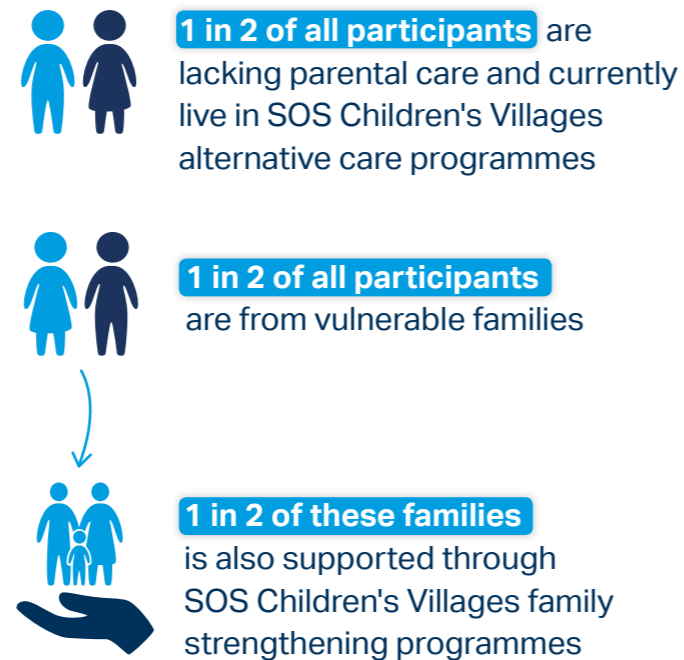 1 in 2 of all participants are
lacking parental care and currently
live in SOS Children's Villages
alternative care programmes
1 in 2 of all participants
are from vulnerable families
1 in 2 of these families
is also supported through
SOS Children's Villages family
strengthening programmes